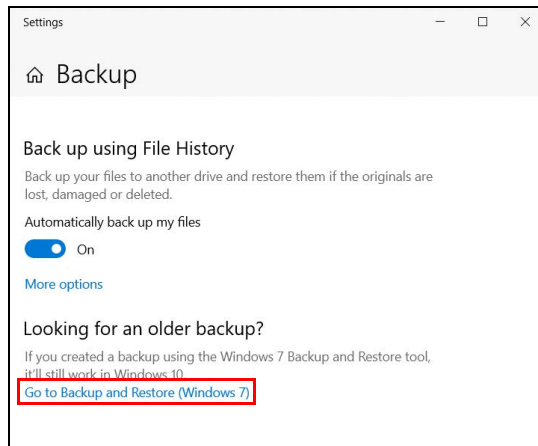 Settings
Backup
Back up using File History
Back up your files to another drive and restore them if the originals are
lost, damaged or deleted.
Automatically back up my files
On
More options
Looking for an older backup?
If you created a backup using the Windows 7 Backup and Restore tool,
it'll still work in Windows 10.
Go to Backup and Restore (Windows 7)